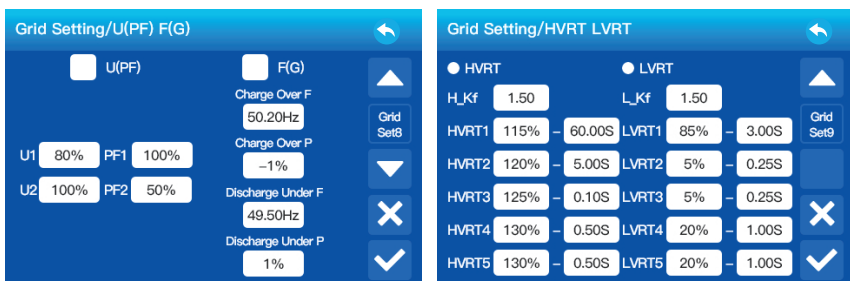 Grid Setting/U(PF) F(G)
U(PF)
F(G)
Charge Over F
50.20Hz
Grid Set8
Charge Over P
–1%
U1 80% PF1 100%
U2 100% PF2 50%
Discharge Under F
49.50Hz
Discharge Under P
1%
Grid Setting/HVRT LVRT
HVRT LVRT
H_Kf 1.50 L_Kf 1.50
Grid Set9
HVRT1 115% – 60.00S LVRT1 85% – 3.00S
HVRT2 120% – 5.00S LVRT2 5% – 0.25S
HVRT3 125% – 0.10S LVRT3 5% – 0.25S
HVRT4 130% – 0.50S LVRT4 20% – 1.00S
HVRT5 130% – 0.50S LVRT5 20% – 1.00S